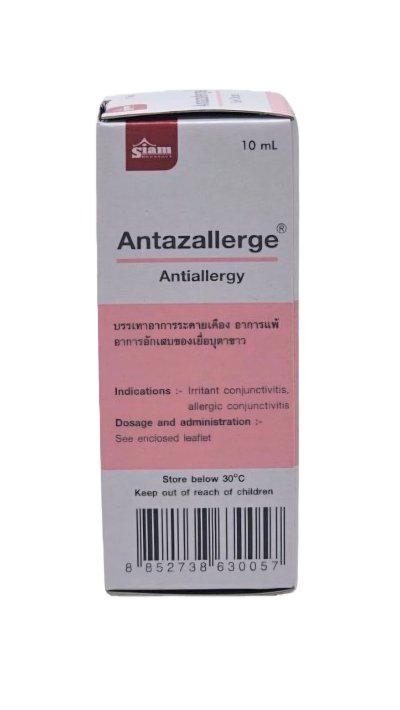 Antazallerge
Siam
10 mL
Antazallerge®
Antiallergy
บรรเทาอาการระคายเคือง อาการแพ้
อาการอักเสบของเยื่อบุตาขาว
Indications :- Irritant conjunctivitis,
allergic conjunctivitis
Dosage and administration :-
See enclosed leaflet
Store below 30°C
Keep out of reach of children
8 852738 630057